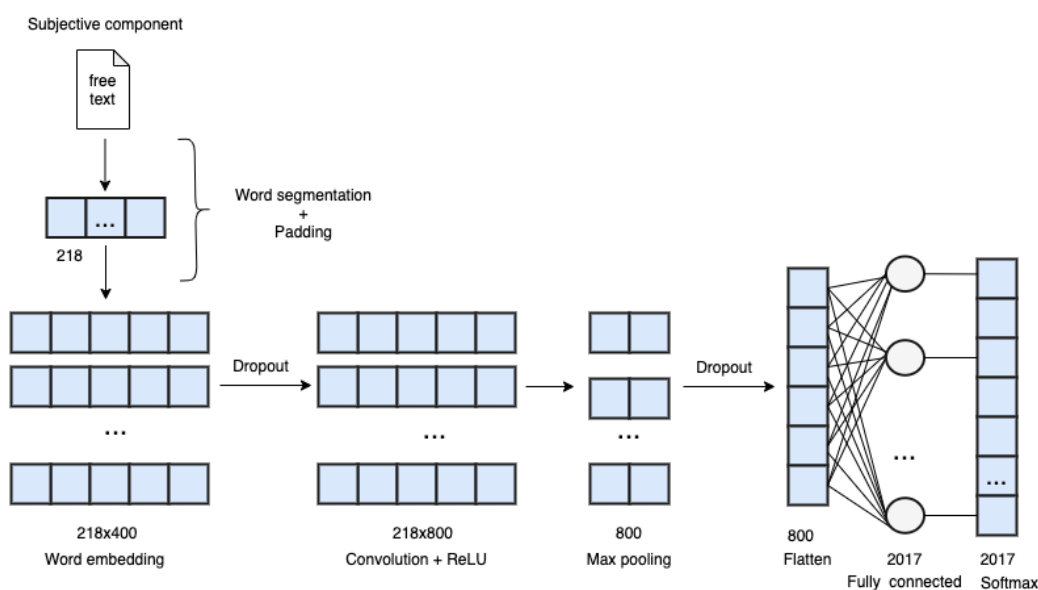 Subjective component
free
text
...
218
Word segmentation
+
Padding
Dropout
Dropout
...
...
...
...
...
218x400
Word embedding
218x800
Convolution + ReLU
800
Max pooling
800
Flatten
2017
Fully connected
2017
Softmax